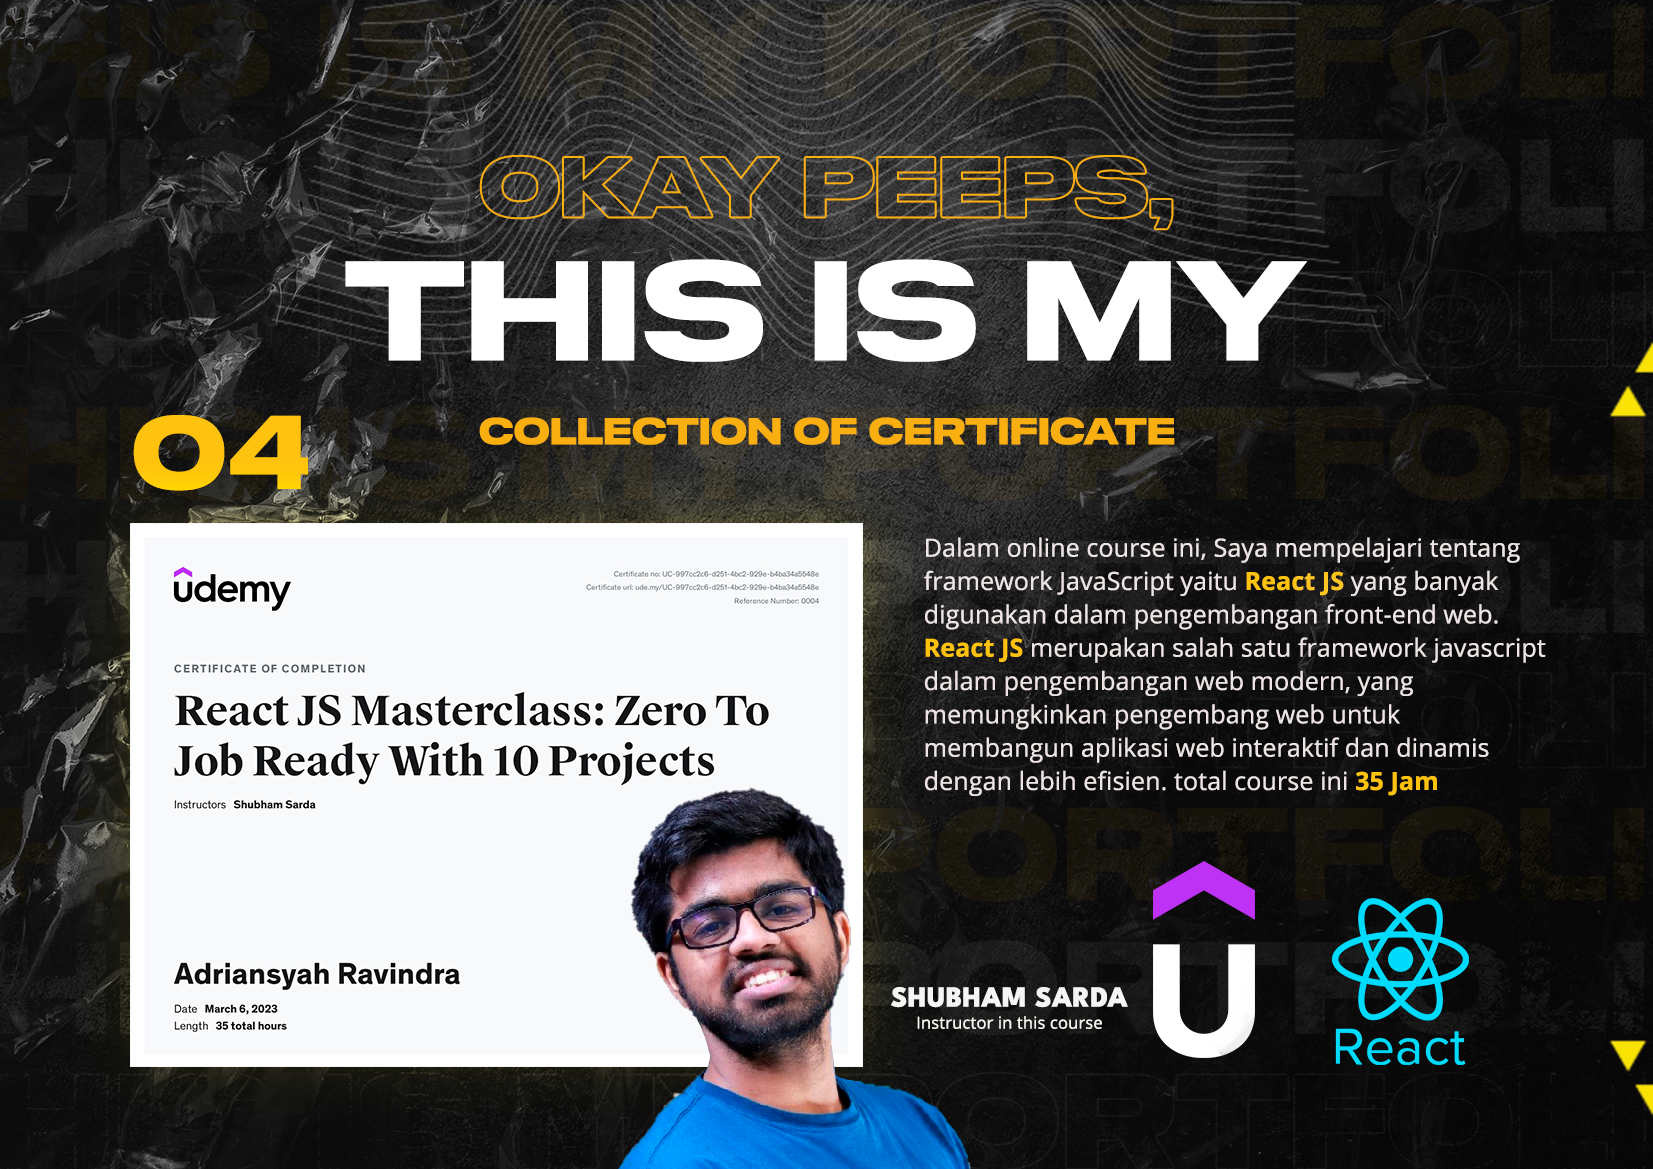 OKAY PEEPS,
THIS IS MY
04
COLLECTION OF CERTIFICATE
udemy
Certificate no: UC-997cc2c6-d251-4bc2-929e-b4ba34a5548e
Certificate url: ude.my/UC-997cc2c6-d251-4bc2-929e-b4ba34a5548e
Reference Number: 0004
CERTIFICATE OF COMPLETION
React JS Masterclass: Zero To
Job Ready With 10 Projects
Instructors Shubham Sarda
Adriansyah Ravindra
Date March 6, 2023
Length 35 total hours
Dalam online course ini, Saya mempelajari tentang
framework JavaScript yaitu React JS yang banyak
digunakan dalam pengembangan front-end web.
React JS merupakan salah satu framework javascript
dalam pengembangan web modern, yang
memungkinkan pengembang web untuk
membangun aplikasi web interaktif dan dinamis
dengan lebih efisien. total course ini 35 Jam
SHUBHAM SARDA
Instructor in this course
React